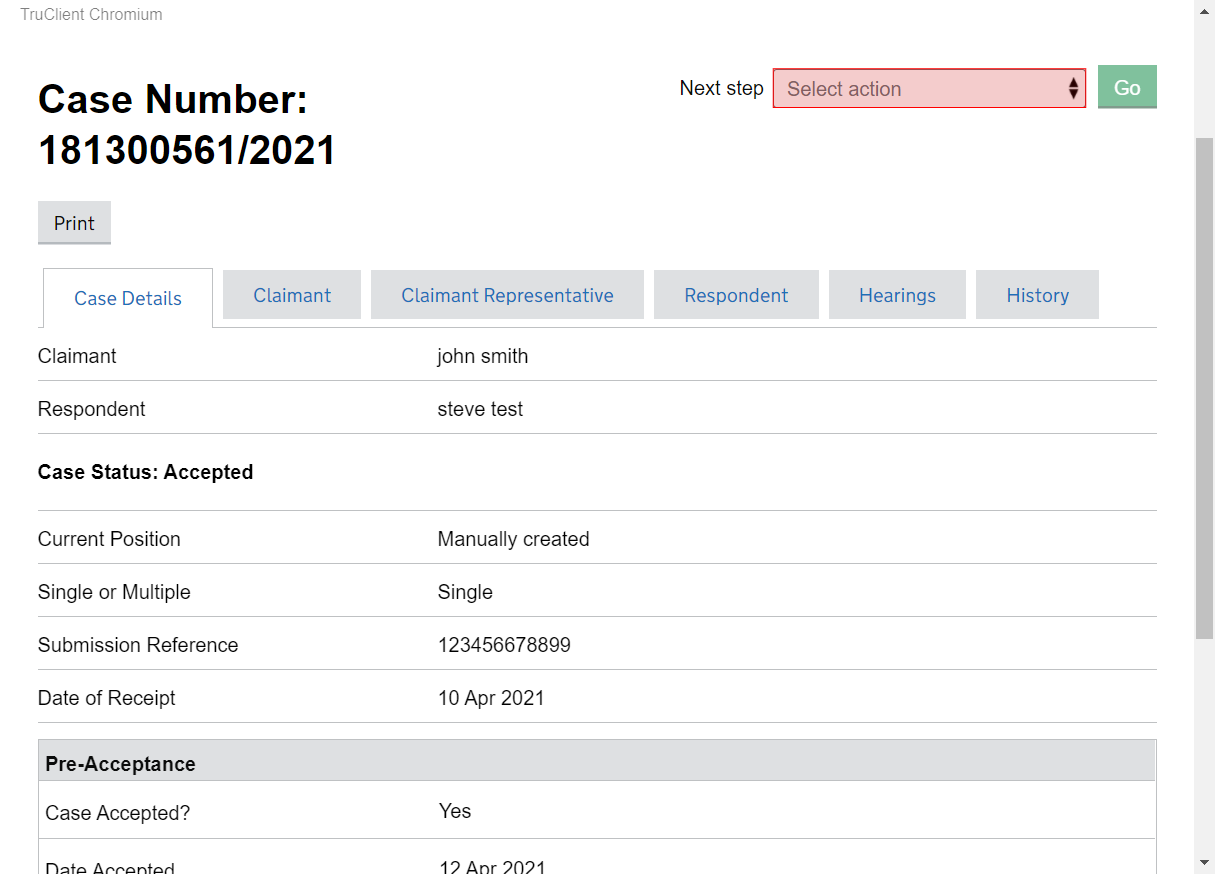 TruClient Chromium
Next step Select action Go
Case Number:
181300561/2021
Print
Case Details Claimant Claimant Representative Respondent Hearings History
Claimant john smith
Respondent steve test
Case Status: Accepted
Current Position Manually created
Single or Multiple Single
Submission Reference 123456678899
Date of Receipt 10 Apr 2021
Pre-Acceptance
Case Accepted? Yes
Date Accepted 12 Apr 2021